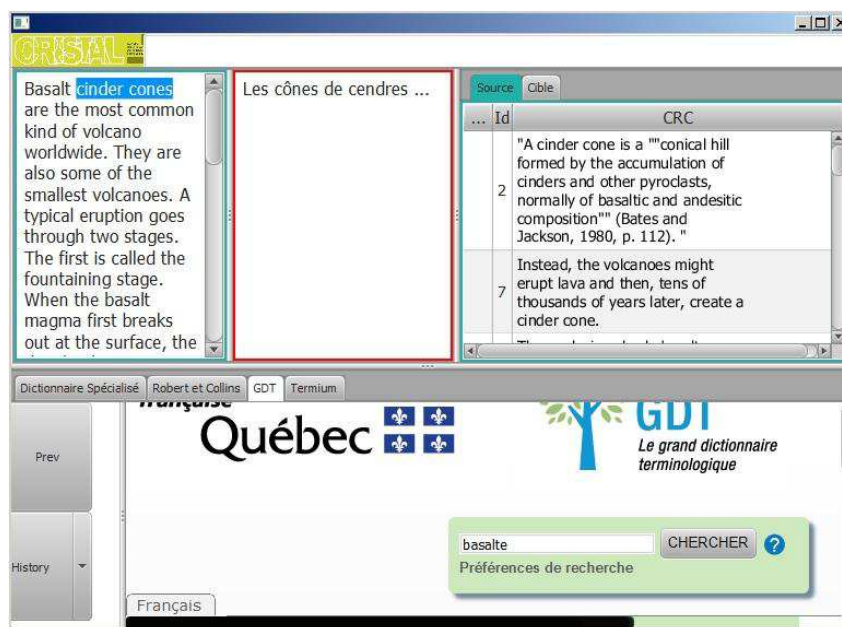 CRISTAL
Basalt cinder cones
are the most common
kind of volcano
worldwide. They are
also some of the
smallest volcanoes. A
typical eruption goes
through two stages.
The first is called the
fountaining stage.
When the basalt
magma first breaks
out at the surface, the
Les cônes de cendres ...
Source Cible
... Id CRC
2
"A cinder cone is a ""conical hill
formed by the accumulation of
cinders and other pyroclasts,
normally of basaltic and andesitic
composition"" (Bates and
Jackson, 1980, p. 112). "
7
Instead, the volcanoes might
erupt lava and then, tens of
thousands of years later, create a
cinder cone.
Dictionnaire Spécialisé Robert et Collins GDT Termium
Prev
History
française
Québec
GDT
Le grand dictionnaire
terminologique
basalte CHERCHER ?
Préférences de recherche
Français